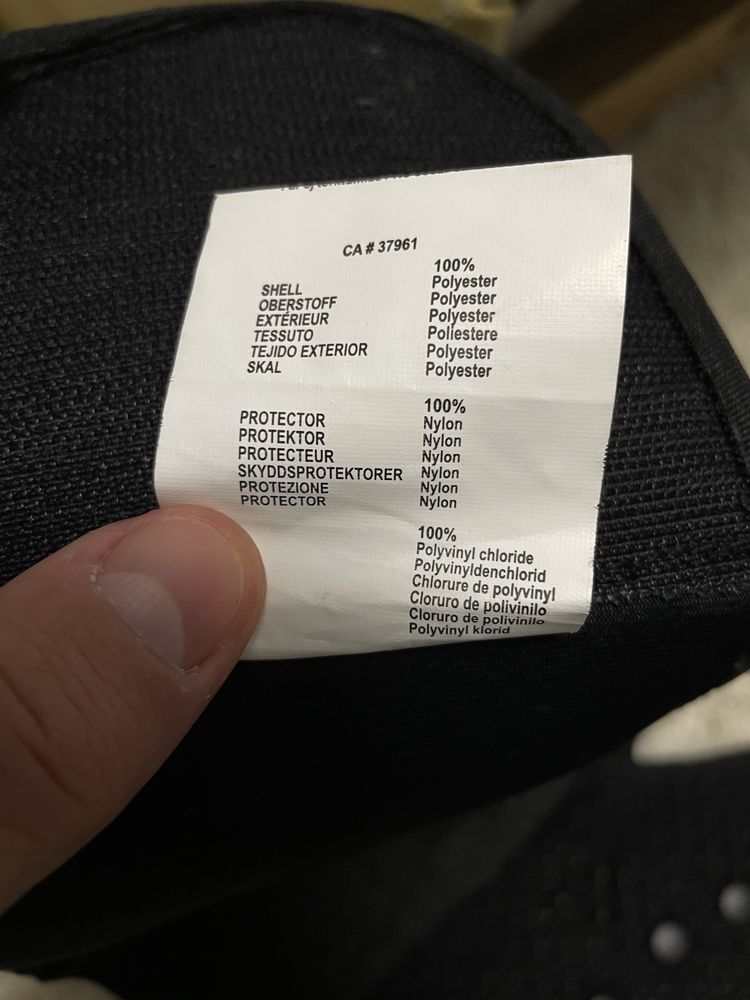 CA # 37961
100%
SHELL Polyester
OBERSTOFF Polyester
EXTÉRIEUR Polyester
TESSUTO Poliestere
TEJIDO EXTERIOR Polyester
SKAL Polyester
100%
PROTECTOR Nylon
PROTEKTOR Nylon
PROTECTEUR Nylon
SKYDDSPROTEKTORER Nylon
PROTEZIONE Nylon
PROTECTOR Nylon
100%
Polyvinyl chloride
Polyvinyldenchlorid
Chlorure de polyvinyl
Cloruro de polivinilo
Cloruro de polivinilo
Polyvinyl klorid